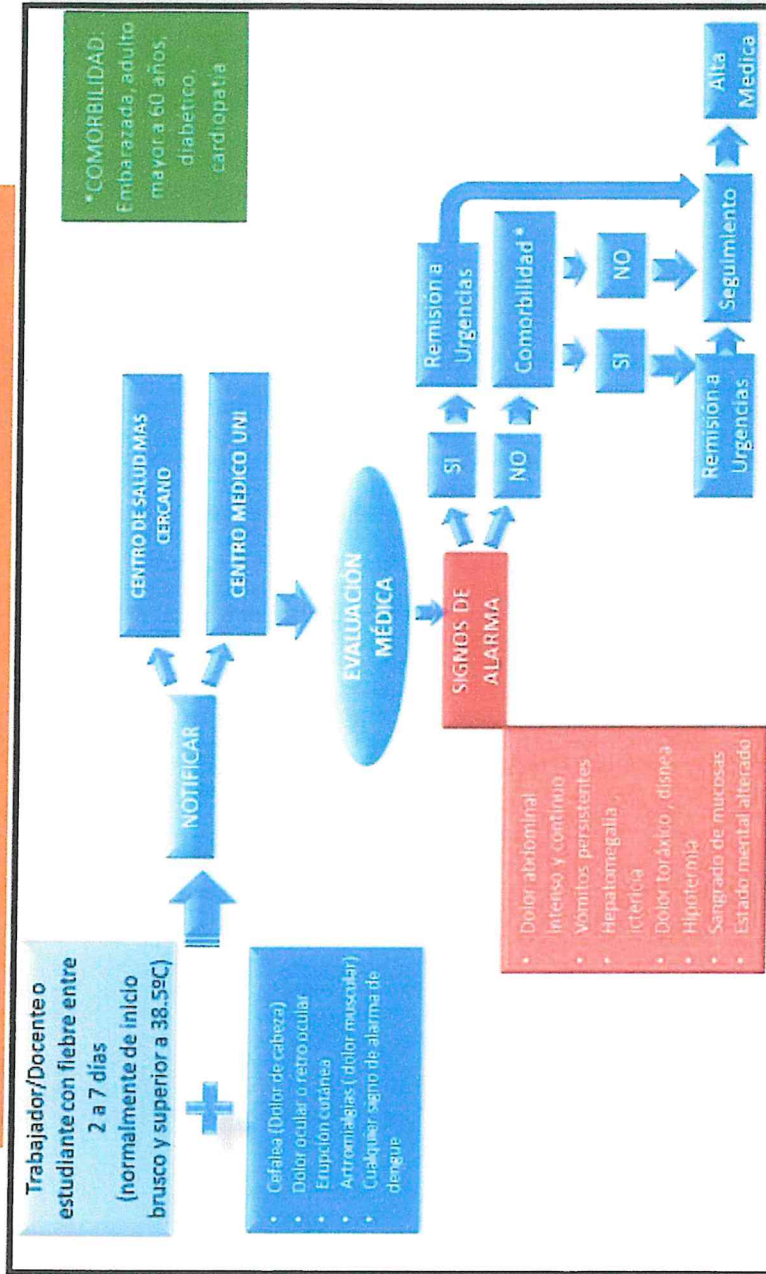 Trabajador/Docente o
estudiante con fiebre entre
2 a 7 días
(normalmente de inicio
brusco y superior a 38.5ºC)
• Cefalea (Dolor de cabeza)
• Dolor ocular o retro ocular
• Erupción cutánea
• Artromialgias ( dolor muscular)
• Cualquier signo de alarma de
dengue
NOTIFICAR
CENTRO DE SALUD MAS
CERCANO
CENTRO MEDICO UNI
*COMORBILIDAD:
Embarazada, adulto
mayor a 60 años,
diabético,
cardiopatia
EVALUACIÓN
MÉDICA
SIGNOS DE
ALARMA
• Dolor abdominal
intenso y continuo
• Vómitos persistentes
• Hepatomegalia ,
ictericia
• Dolor toráxico , disnea
• Hipotermia
• Sangrado de mucosas
• Estado mental alterado
SI
NO
Remisión a
Urgencias
Comorbilidad *
SI
NO
Remisión a
Urgencias
Seguimiento
Alta
Medica